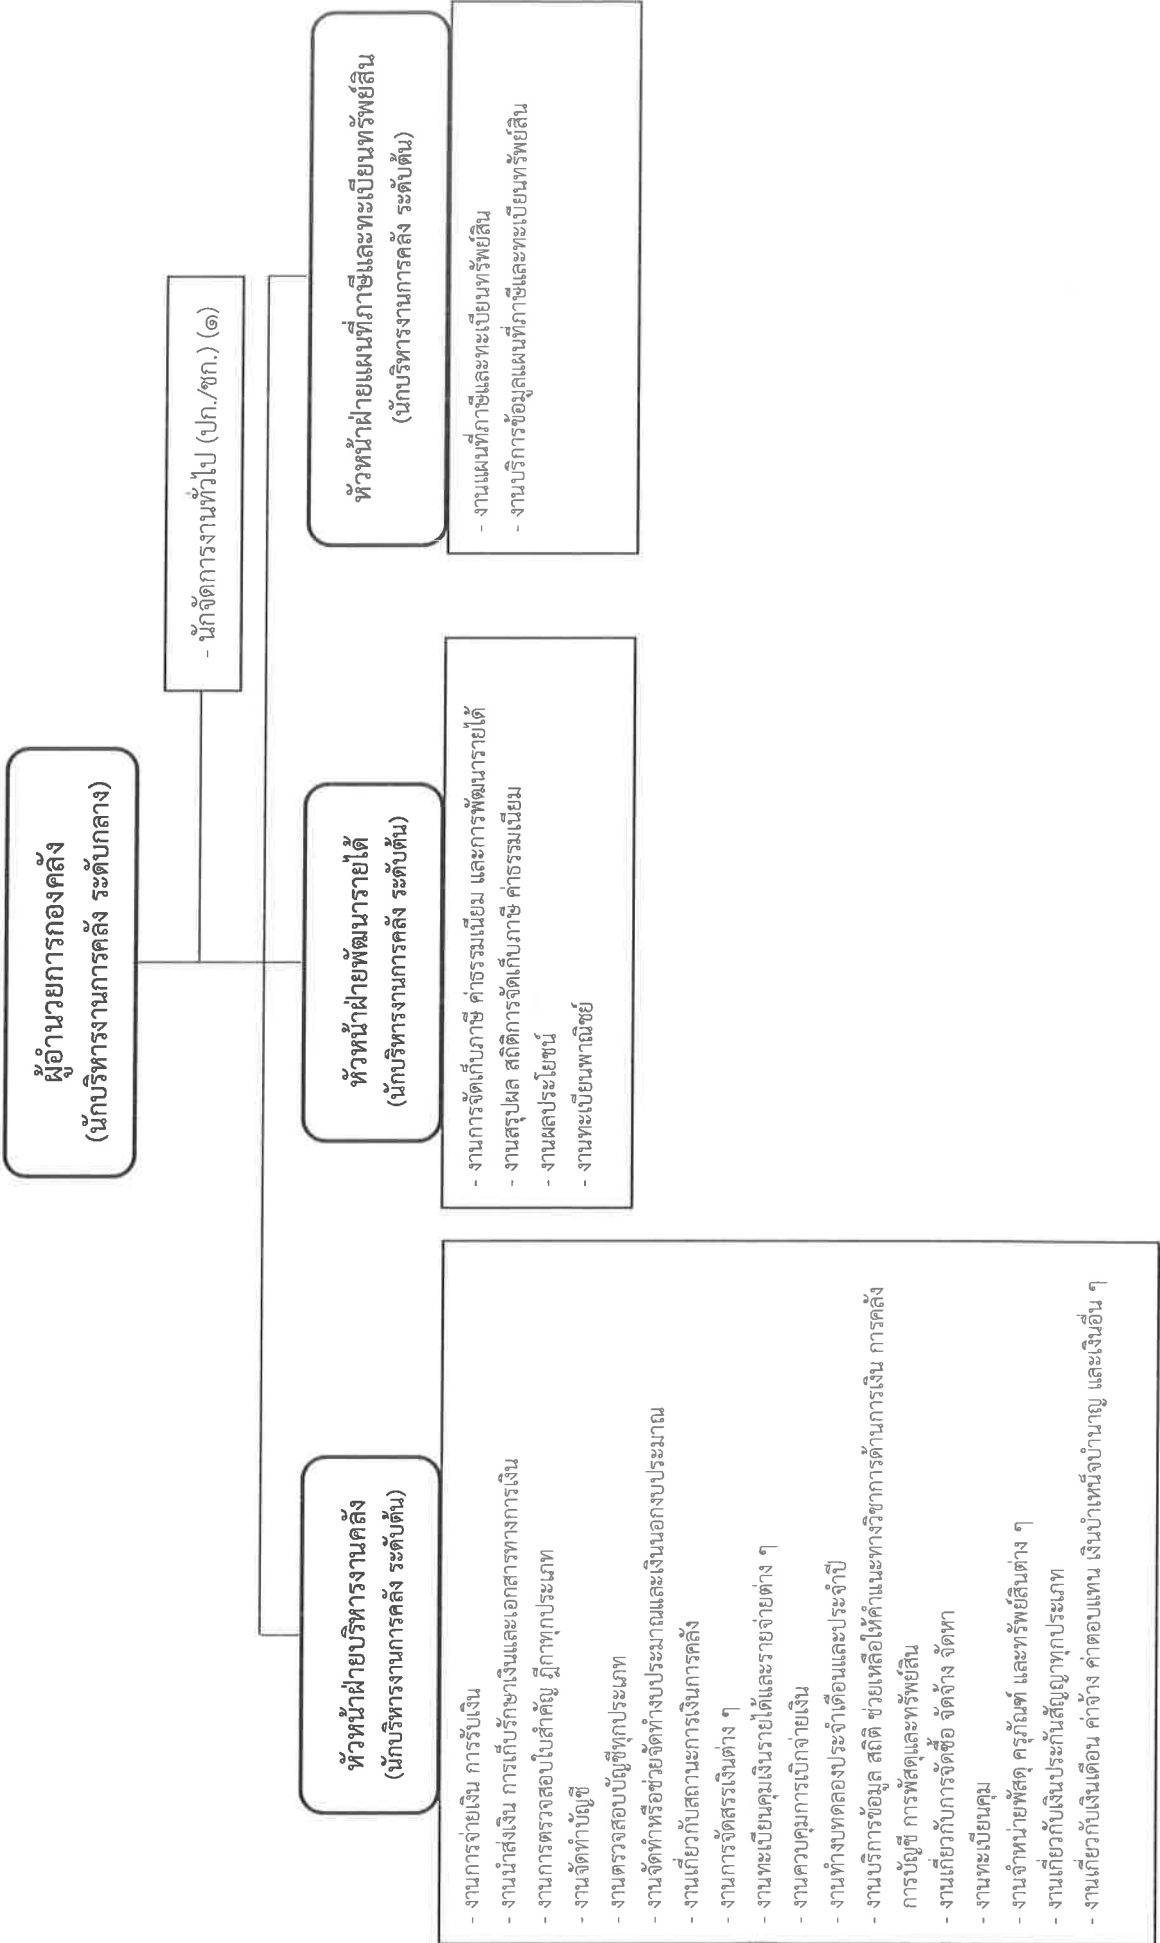 ผู้อำนวยการกองคลัง
(นักบริหารงานการคลัง ระดับกลาง)
- นักจัดการงานทั่วไป (ปก./ชก.) (๑)
หัวหน้าฝ่ายบริหารงานคลัง
(นักบริหารงานการคลัง ระดับต้น)
- งานการจ่ายเงิน การรับเงิน
- งานนำส่งเงิน การเก็บรักษาเงินและเอกสารทางการเงิน
- งานการตรวจสอบใบสำคัญ ฎีกาทุกประเภท
- งานจัดทำบัญชี
- งานตรวจสอบบัญชีทุกประเภท
- งานจัดทำหรือช่วยจัดทำงบประมาณและเงินนอกงบประมาณ
- งานเกี่ยวกับสถานะการเงินการคลัง
- งานการจัดสรรเงินต่าง ๆ
- งานทะเบียนคุมเงินรายได้และรายจ่ายต่าง ๆ
- งานควบคุมการเบิกจ่ายเงิน
- งานทำงบทดลองประจำเดือนและประจำปี
- งานบริการข้อมูล สถิติ ช่วยเหลือให้คำแนะทางวิชาการด้านการเงิน การคลัง
การบัญชี การพัสดุและทรัพย์สิน
- งานเกี่ยวกับการจัดซื้อ จัดจ้าง จัดหา
- งานทะเบียนคุม
- งานจำหน่ายพัสดุ ครุภัณฑ์ และทรัพย์สินต่าง ๆ
- งานเกี่ยวกับเงินประกันสัญญาทุกประเภท
- งานเกี่ยวกับเงินเดือน ค่าจ้าง ค่าตอบแทน เงินบำเหน็จบำนาญ และเงินอื่น ๆ
หัวหน้าฝ่ายพัฒนารายได้
(นักบริหารงานการคลัง ระดับต้น)
- งานการจัดเก็บภาษี ค่าธรรมเนียม และการพัฒนารายได้
- งานสรุปผล สถิติการจัดเก็บภาษี ค่าธรรมเนียม
- งานผลประโยชน์
- งานทะเบียนพาณิชย์
หัวหน้าฝ่ายแผนที่ภาษีและทะเบียนทรัพย์สิน
(นักบริหารงานการคลัง ระดับต้น)
- งานแผนที่ภาษีและทะเบียนทรัพย์สิน
- งานบริการข้อมูลแผนที่ภาษีและทะเบียนทรัพย์สิน